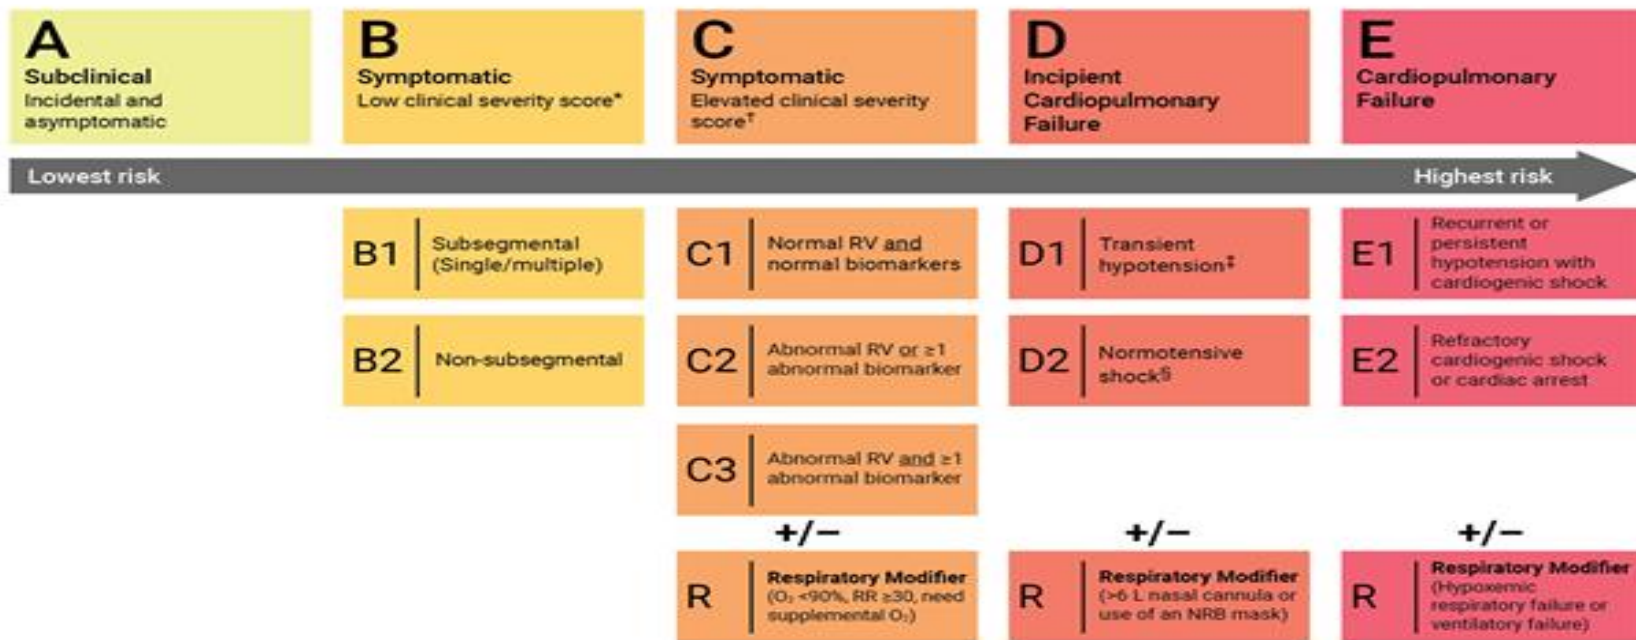 A
Subclinical
Incidental and
asymptomatic
B
Symptomatic
Low clinical severity score*
C
Symptomatic
Elevated clinical severity
score†
D
Incipient
Cardiopulmonary
Failure
E
Cardiopulmonary
Failure
Lowest risk
Highest risk
B1
Subsegmental
(Single/multiple)
C1
Normal RV and
normal biomarkers
D1
Transient
hypotension‡
E1
Recurrent or
persistent
hypotension with
cardiogenic shock
B2
Non-subsegmental
C2
Abnormal RV or ≥1
abnormal biomarker
D2
Normotensive
shock§
E2
Refractory
cardiogenic shock
or cardiac arrest
C3
Abnormal RV and ≥1
abnormal biomarker
+/−
+/−
+/−
R
Respiratory Modifier
(O₂ <90%, RR ≥30, need
supplemental O₂)
R
Respiratory Modifier
(>6 L nasal cannula or
use of an NRB mask)
R
Respiratory Modifier
(Hypoxemic
respiratory failure or
ventilatory failure)